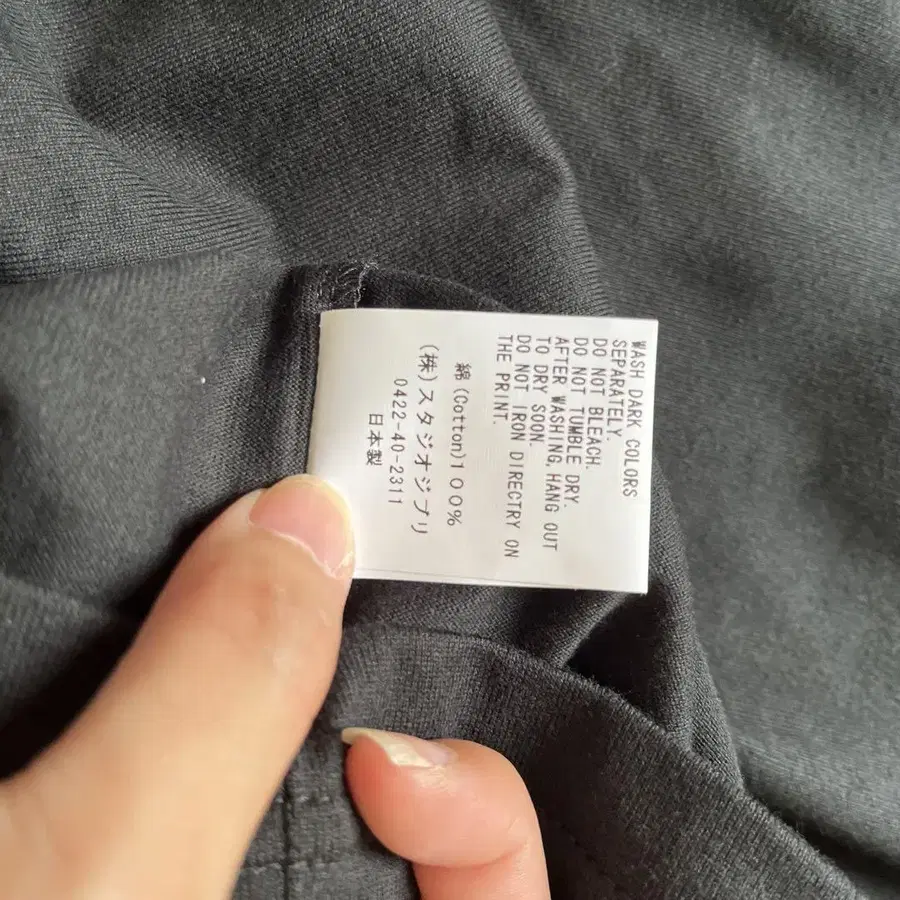 WASH DARK COLORS
SEPARATELY.
DO NOT BLEACH.
DO NOT TUMBLE DRY.
AFTER WASHING, HANG OUT
TO DRY SOON.
DO NOT IRON DIRECTRY ON
THE PRINT.
綿(Cotton)100%
(株)スタジオジブリ
0422-40-2311
日本製